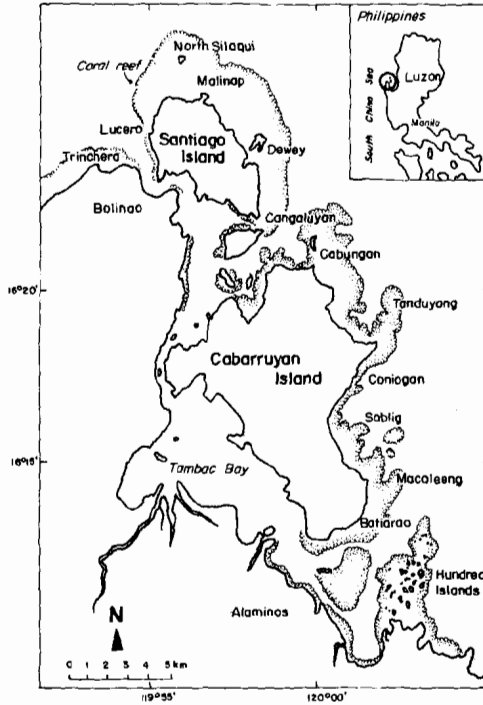 Philippines
South China Sea
Luzon
Manila
North Silaqui
Coral reef
Malinap
Lucero
Santiago
Island
Dewey
Trinchera
Bolinao
Cangaluyan
Cabungan
16°20'
Tanduyong
Cabarruyan
Island
Coniogan
Sablig
16°15'
Tambac Bay
Macaleeng
Batiarao
Hundred
Islands
Alaminos
N
0 1 2 3 4 5 km
119°55'
120°00'